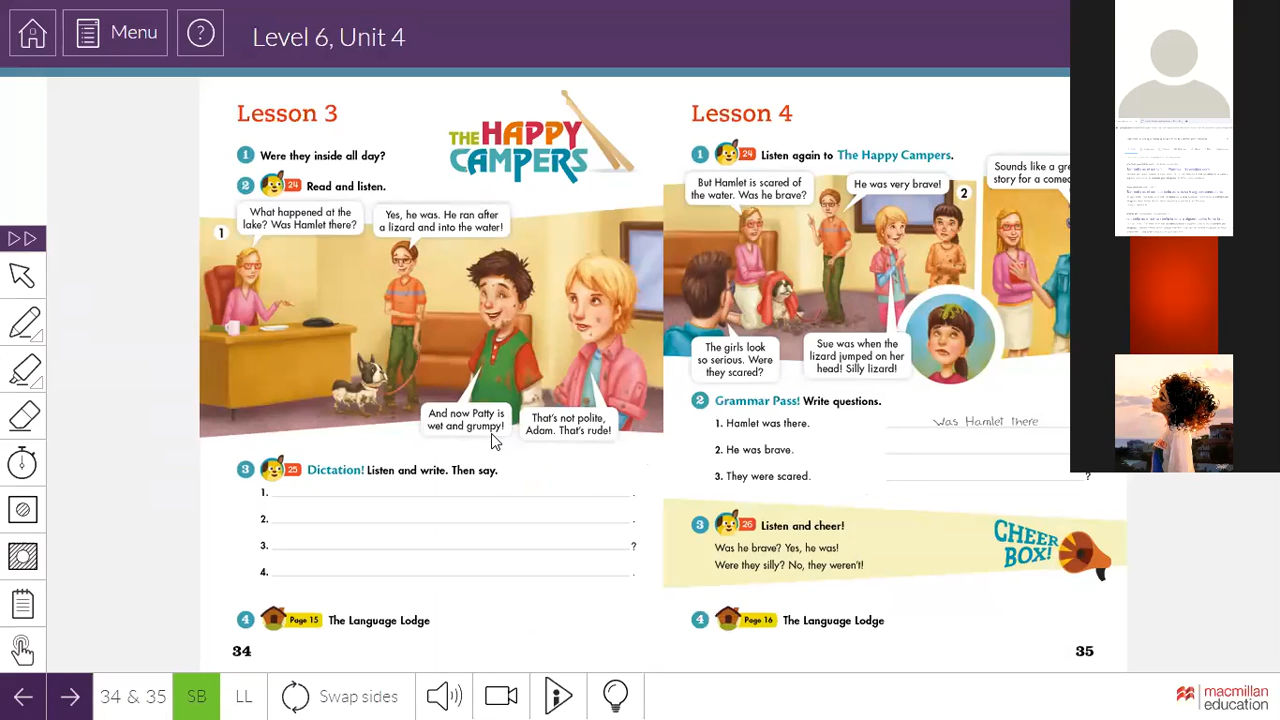 Menu
?
Level 6, Unit 4
Lesson 3
THE HAPPY
CAMPERS
1 Were they inside all day?
2 24 Read and listen.
1
What happened at the
lake? Was Hamlet there?
Yes, he was. He ran after
a lizard and into the water!
And now Patty is
wet and grumpy!
That's not polite,
Adam. That's rude!
3 25 Dictation! Listen and write. Then say.
1. .
2. .
3. ?
4. .
4 Page 15 The Language Lodge
34
Lesson 4
1 24 Listen again to The Happy Campers.
But Hamlet is scared of
the water. Was he brave?
He was very brave!
2
Sounds like a gre
story for a come
The girls look
so serious. Were
they scared?
Sue was when the
lizard jumped on her
head! Silly lizard!
2 Grammar Pass! Write questions.
1. Hamlet was there. Was Hamlet there
2. He was brave.
3. They were scared. ?
3 26 Listen and cheer!
Was he brave? Yes, he was!
Were they silly? No, they weren't!
CHEER
BOX!
4 Page 16 The Language Lodge
35
34 & 35
SB
LL
Swap sides
macmillan
education